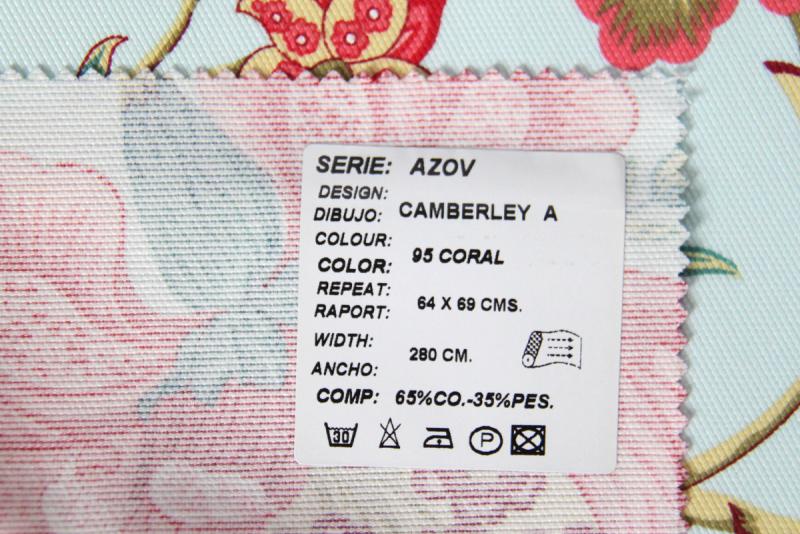 SERIE: AZOV
DESIGN:
DIBUJO: CAMBERLEY A
COLOUR:
COLOR: 95 CORAL
REPEAT:
RAPORT: 64 X 69 CMS.
WIDTH:
ANCHO: 280 CM.
COMP: 65%CO.-35%PES.
30 P